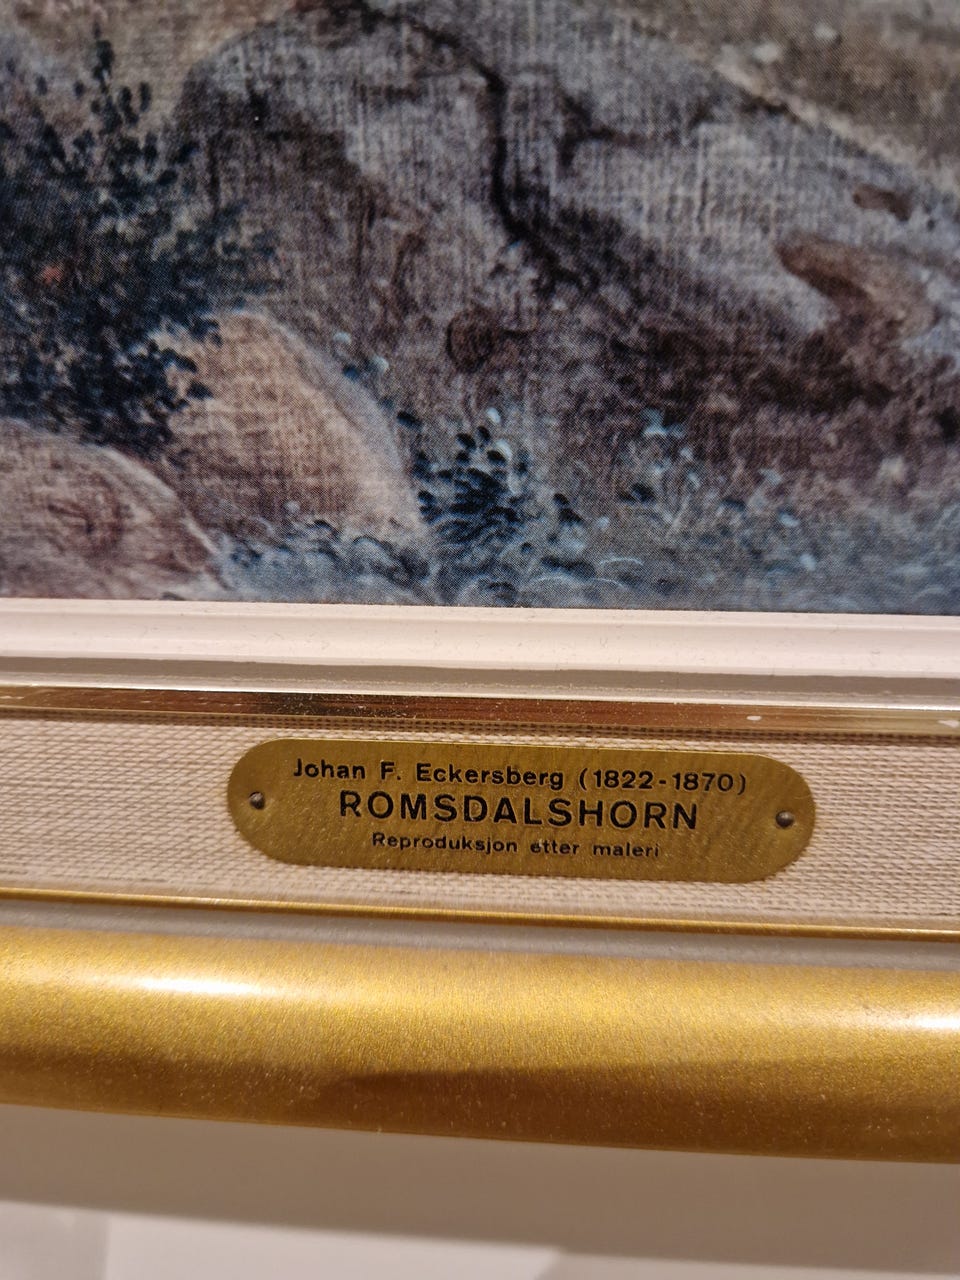 Johan F. Eckersberg (1822-1870)
ROMSDALSHORN
Reproduksjon etter maleri